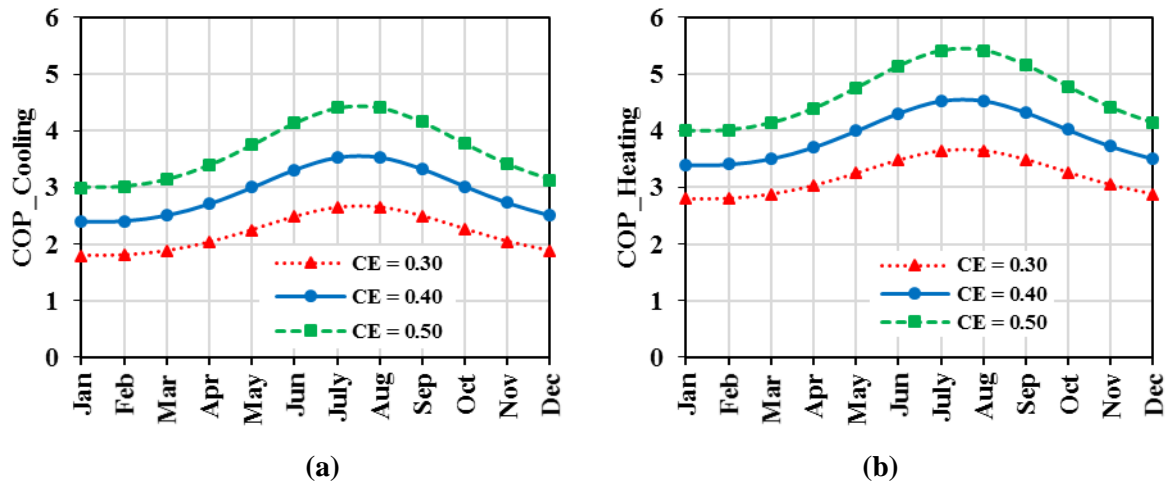 COP_Cooling
6
5
4
3
2
1
0
CE = 0.30
CE = 0.40
CE = 0.50
Jan
Feb
Mar
Apr
May
Jun
July
Aug
Sep
Oct
Nov
Dec
(a)
COP_Heating
6
5
4
3
2
1
0
CE = 0.30
CE = 0.40
CE = 0.50
Jan
Feb
Mar
Apr
May
Jun
July
Aug
Sep
Oct
Nov
Dec
(b)